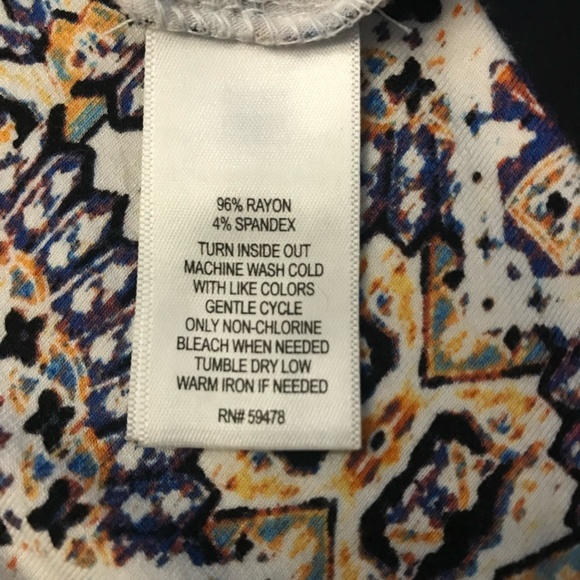 96% RAYON
4% SPANDEX
TURN INSIDE OUT
MACHINE WASH COLD
WITH LIKE COLORS
GENTLE CYCLE
ONLY NON-CHLORINE
BLEACH WHEN NEEDED
TUMBLE DRY LOW
WARM IRON IF NEEDED
RN# 59478